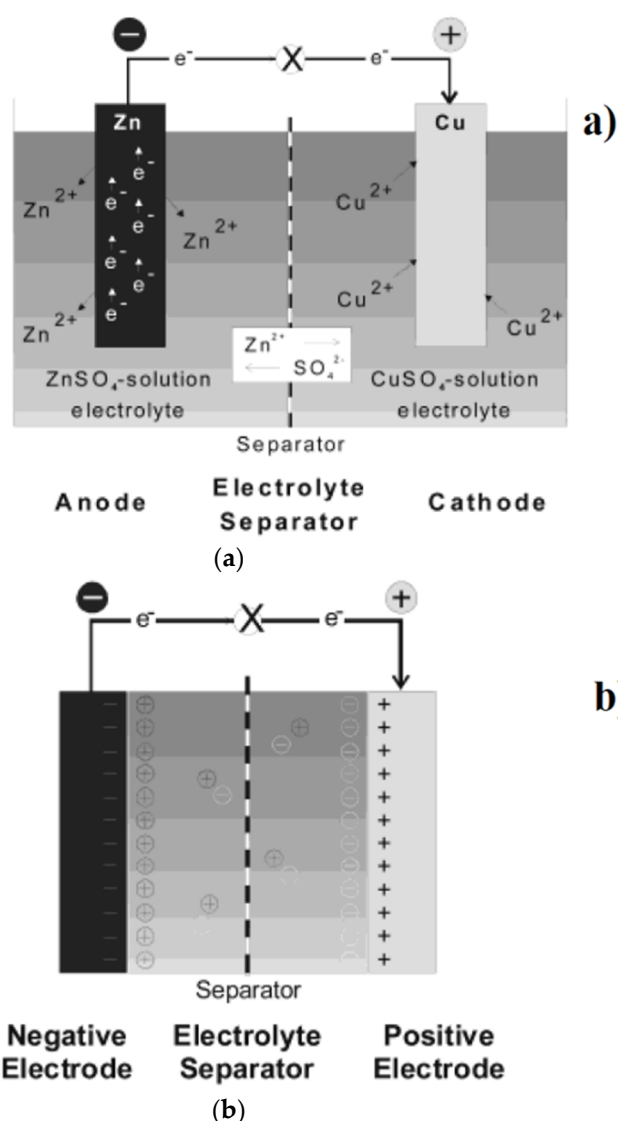 −
+
e⁻ X e⁻
Zn Cu
a)
e⁻
e⁻
e⁻
e⁻
e⁻
e⁻
e⁻
Zn²⁺
Zn²⁺
Zn²⁺
Cu²⁺
Cu²⁺
Cu²⁺
Zn²⁺ →
← SO₄²⁻
ZnSO₄-solution
electrolyte
CuSO₄-solution
electrolyte
Separator
Anode
Electrolyte
Separator
Cathode
(a)
−
+
e⁻ X e⁻
b)
Separator
Negative
Electrode
Electrolyte
Separator
Positive
Electrode
(b)